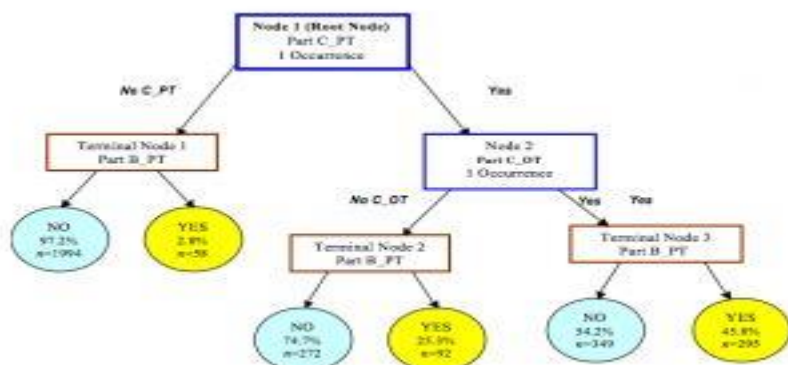 Node 1 (Root Node)
Part C_PT
1 Occurrence
No C_PT
Yes
Terminal Node 1
Part B_PT
Node 2
Part C_OT
1 Occurrence
NO
97.2%
n=1994
YES
2.8%
n=58
No C_OT
Yes
Yes
Terminal Node 2
Part B_PT
Terminal Node 3
Part B_PT
NO
74.7%
n=272
YES
25.3%
n=92
NO
54.2%
n=349
YES
45.8%
n=295